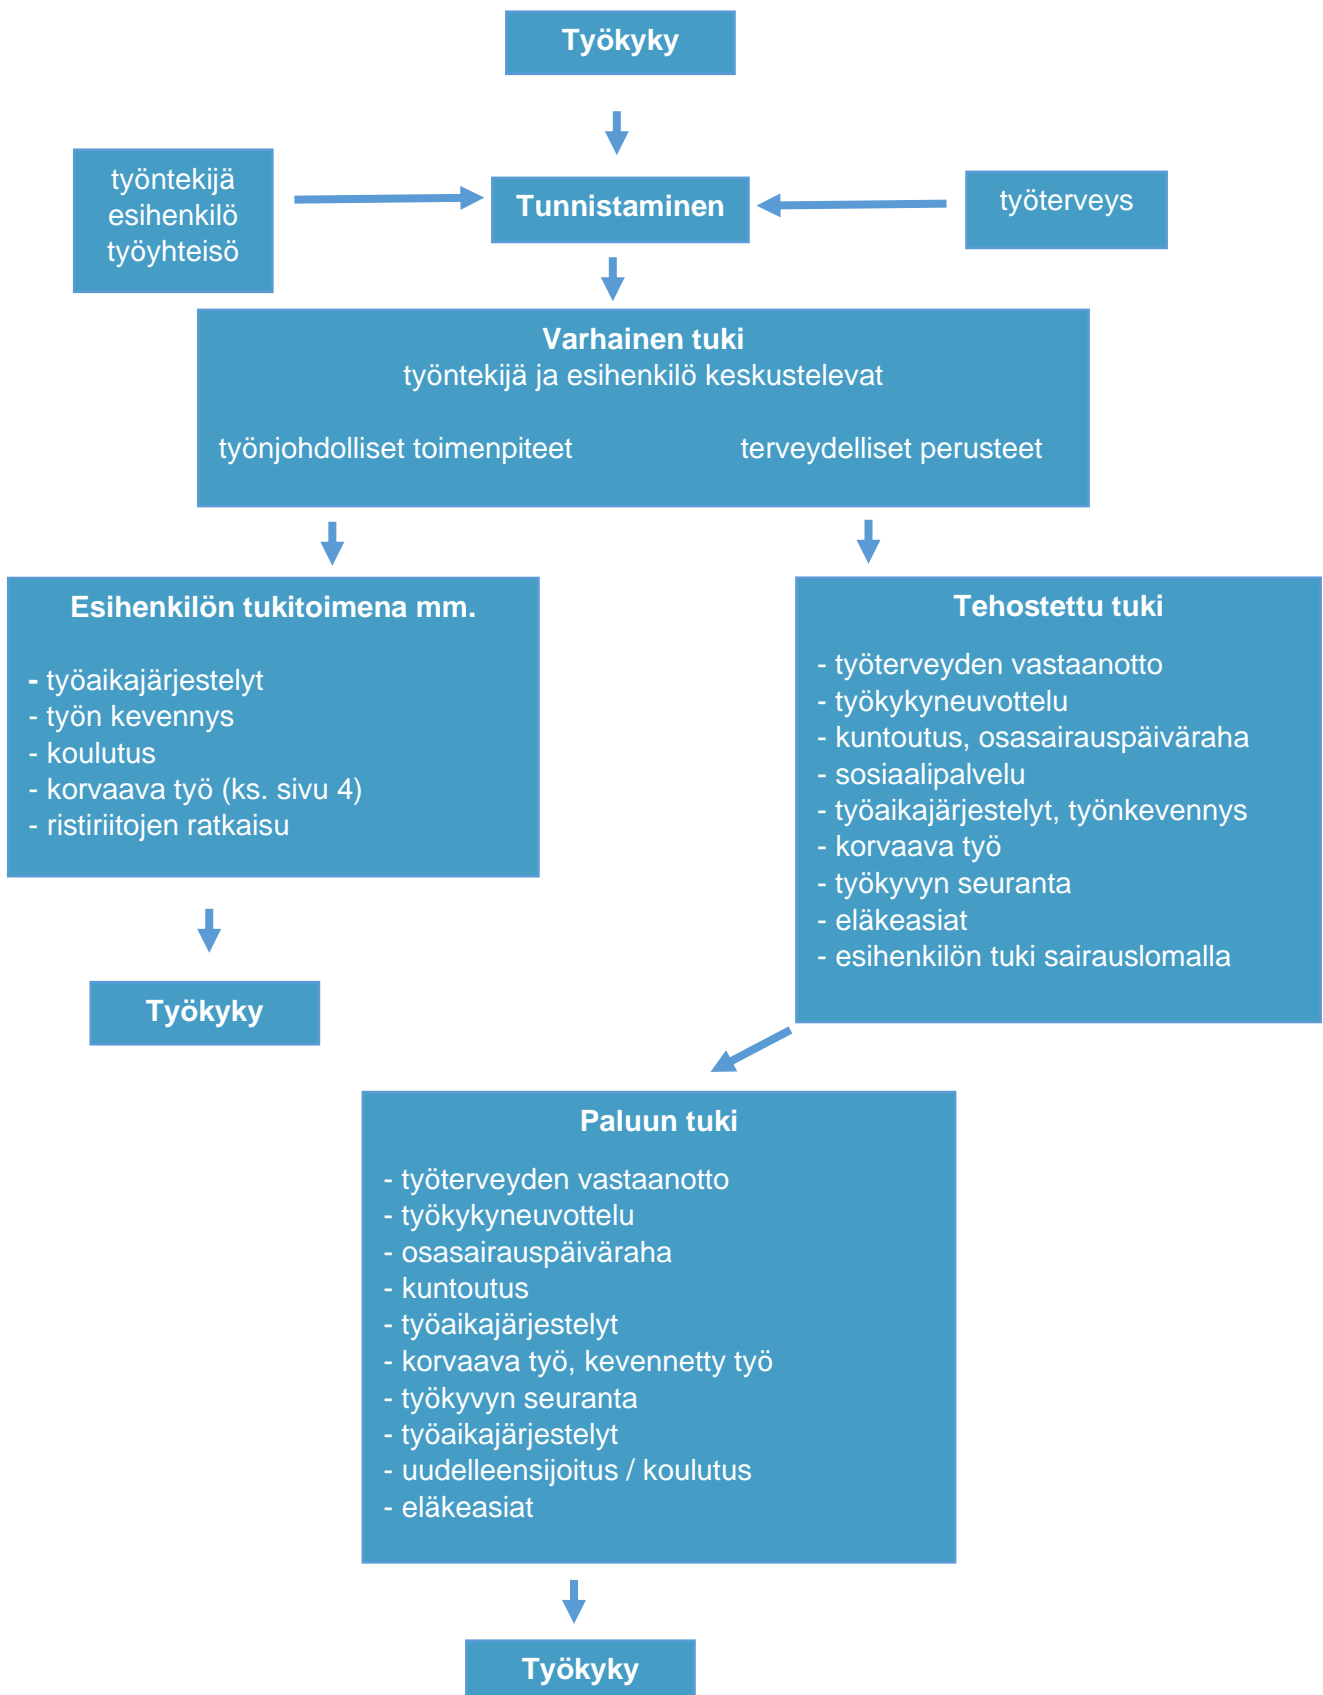 Työkyky
työntekijä
esihenkilö
työyhteisö
Tunnistaminen
työterveys
Varhainen tuki
työntekijä ja esihenkilö keskustelevat
työnjohdolliset toimenpiteet terveydelliset perusteet
Esihenkilön tukitoimena mm.
- työaikajärjestelyt
- työn kevennys
- koulutus
- korvaava työ (ks. sivu 4)
- ristiriitojen ratkaisu
Työkyky
Tehostettu tuki
- työterveyden vastaanotto
- työkykyneuvottelu
- kuntoutus, osasairauspäiväraha
- sosiaalipalvelu
- työaikajärjestelyt, työnkevennys
- korvaava työ
- työkyvyn seuranta
- eläkeasiat
- esihenkilön tuki sairauslomalla
Paluun tuki
- työterveyden vastaanotto
- työkykyneuvottelu
- osasairauspäiväraha
- kuntoutus
- työaikajärjestelyt
- korvaava työ, kevennetty työ
- työkyvyn seuranta
- työaikajärjestelyt
- uudelleensijoitus / koulutus
- eläkeasiat
Työkyky